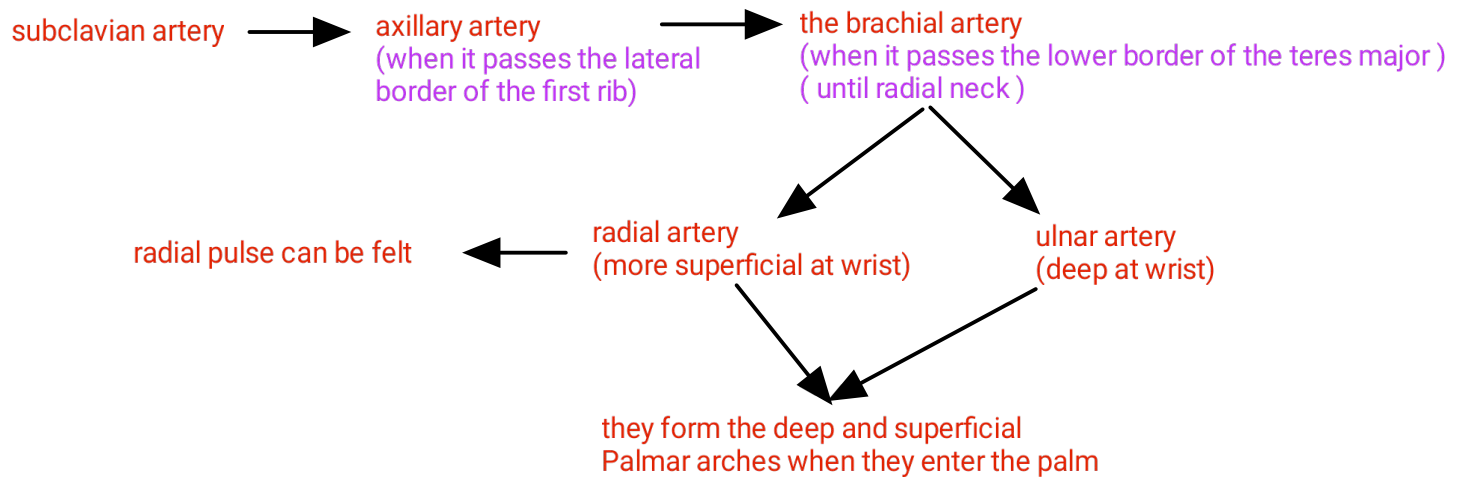 subclavian artery
axillary artery
(when it passes the lateral
border of the first rib)
the brachial artery
(when it passes the lower border of the teres major )
( until radial neck )
radial pulse can be felt
radial artery
(more superficial at wrist)
ulnar artery
(deep at wrist)
they form the deep and superficial
Palmar arches when they enter the palm